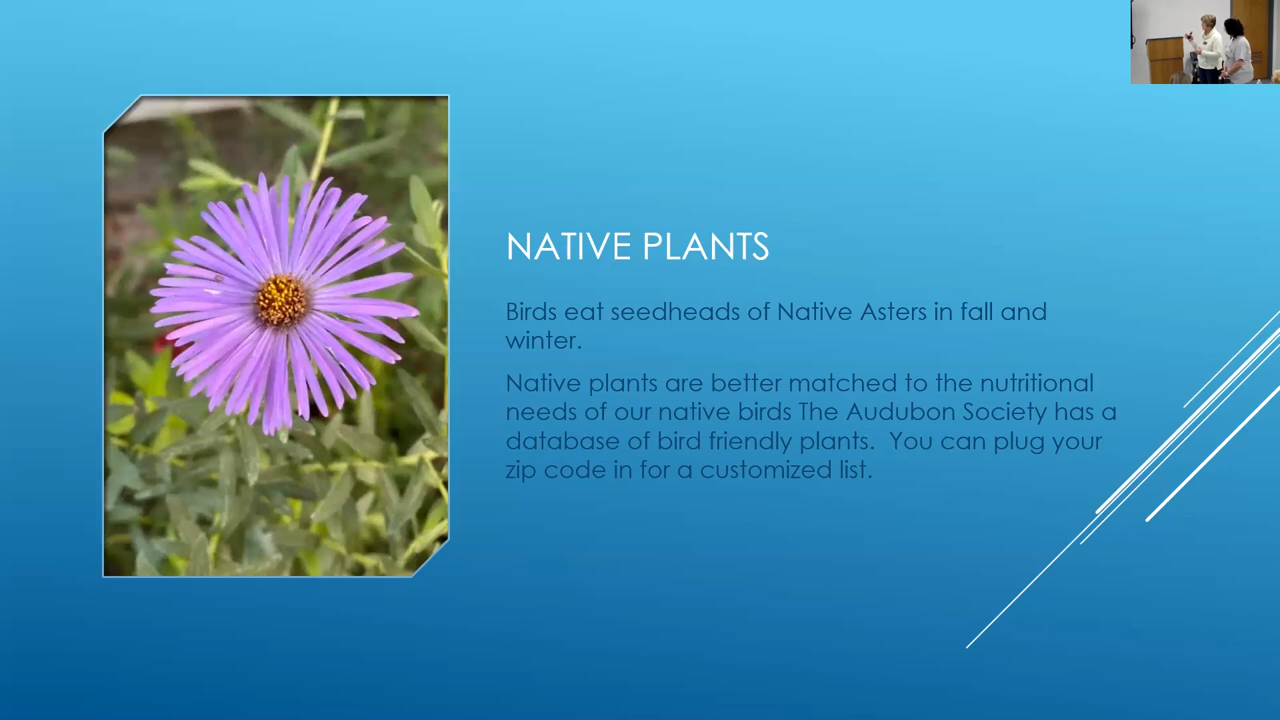 NATIVE PLANTS
Birds eat seedheads of Native Asters in fall and
winter.
Native plants are better matched to the nutritional
needs of our native birds The Audubon Society has a
database of bird friendly plants.  You can plug your
zip code in for a customized list.